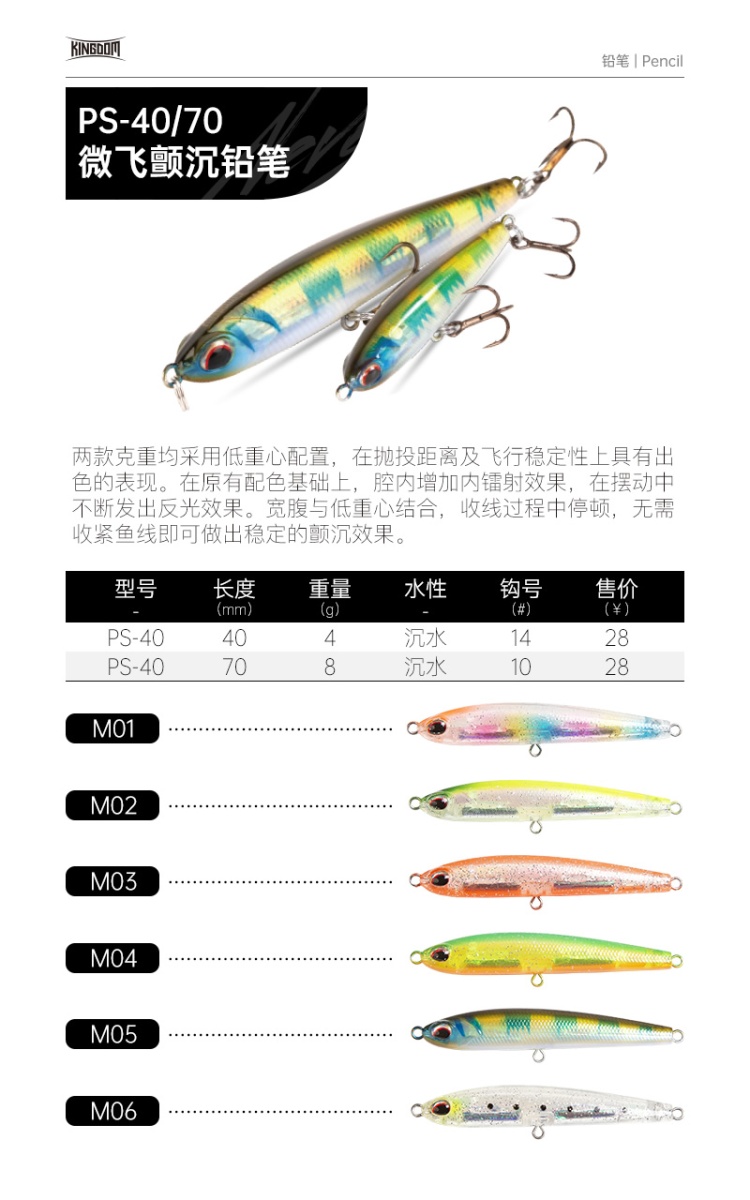 KINGDOM
铅笔 | Pencil
PS-40/70
微飞颤沉铅笔
两款克重均采用低重心配置，在抛投距离及飞行稳定性上具有出
色的表现。在原有配色基础上，腔内增加内镭射效果，在摆动中
不断发出反光效果。宽腹与低重心结合，收线过程中停顿，无需
收紧鱼线即可做出稳定的颤沉效果。
型号 长度 重量 水性 钩号 售价
- (mm) (g) - (#) (¥)
PS-40 40 4 沉水 14 28
PS-40 70 8 沉水 10 28
M01
M02
M03
M04
M05
M06